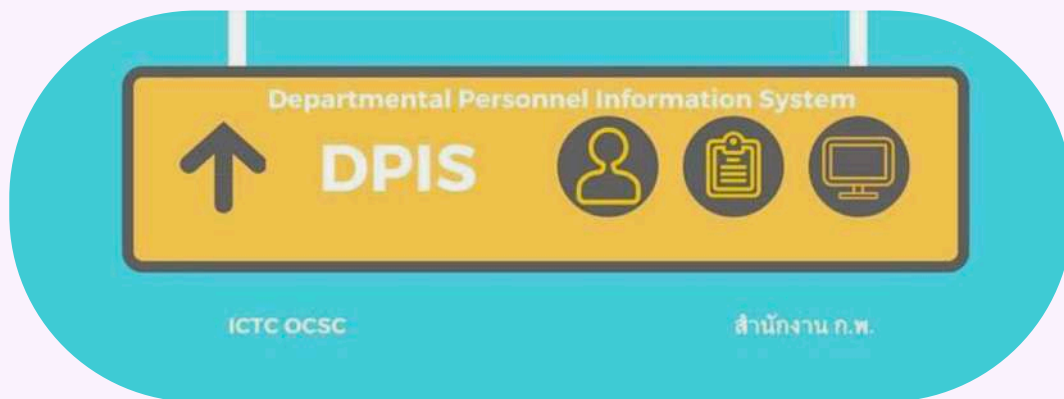 Departmental Personnel Information System
DPIS
ICTC OCSC
สำนักงาน ก.พ.